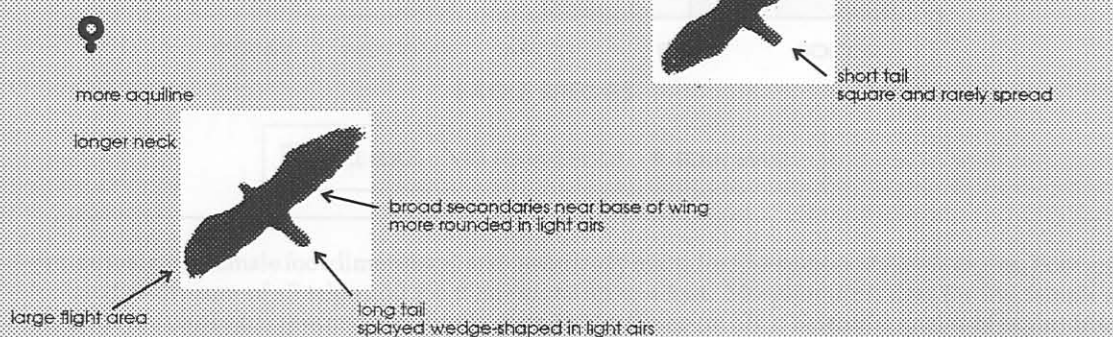 short tail
square and rarely spread
more aquiline
longer neck
broad secondaries near base of wing
more rounded in light airs
large flight area
long tail
splayed wedge-shaped in light airs